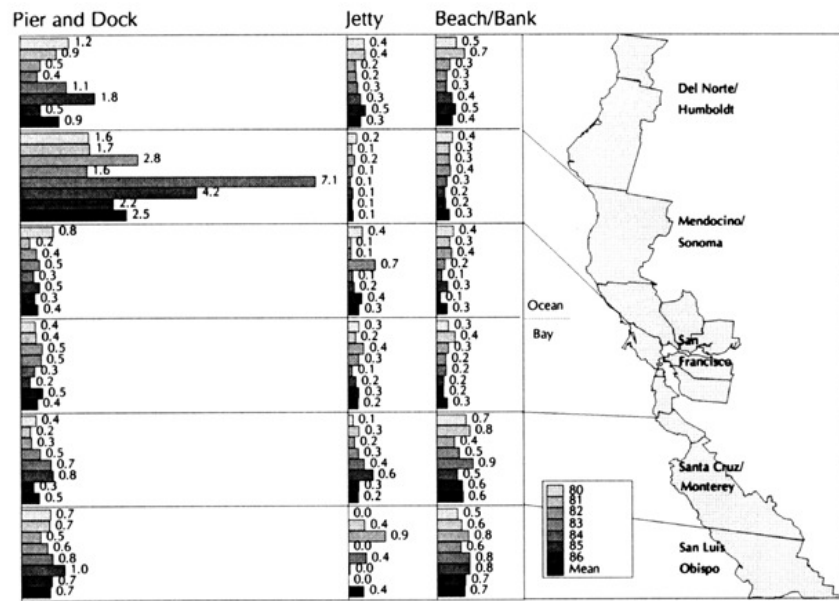 Pier and Dock Jetty Beach/Bank
1.2 0.4 0.5
0.9 0.4 0.7
0.5 0.2 0.3
0.4 0.2 0.3
1.1 0.3 0.3
1.8 0.3 0.4
0.5 0.5 0.5
0.9 0.3 0.4
Del Norte/
Humboldt
1.6 0.2 0.4
1.7 0.1 0.3
2.8 0.2 0.3
1.6 0.1 0.4
7.1 0.1 0.3
4.2 0.1 0.2
2.2 0.1 0.2
2.5 0.1 0.3
Mendocino/
Sonoma
0.8 0.4 0.4
0.2 0.1 0.3
0.4 0.1 0.4
0.5 0.7 0.2
0.3 0.1 0.1
0.5 0.2 0.3
0.3 0.4 0.1
0.4 0.3 0.3
Ocean
Bay
0.4 0.3 0.3
0.4 0.2 0.4
0.5 0.4 0.3
0.5 0.3 0.2
0.3 0.1 0.2
0.2 0.2 0.2
0.5 0.3 0.2
0.4 0.2 0.3
San
Francisco
0.4 0.1 0.7
0.2 0.3 0.8
0.3 0.2 0.4
0.5 0.3 0.5
0.7 0.4 0.9
0.8 0.6 0.5
0.3 0.3 0.6
0.5 0.2 0.6
Santa Cruz/
Monterey
0.7 0.0 0.5
0.7 0.4 0.6
0.5 0.9 0.8
0.6 0.0 0.6
0.8 0.4 0.8
1.0 0.0 0.8
0.7 0.0 0.7
0.7 0.4 0.7
80
81
82
83
84
85
86
Mean
San Luis
Obispo